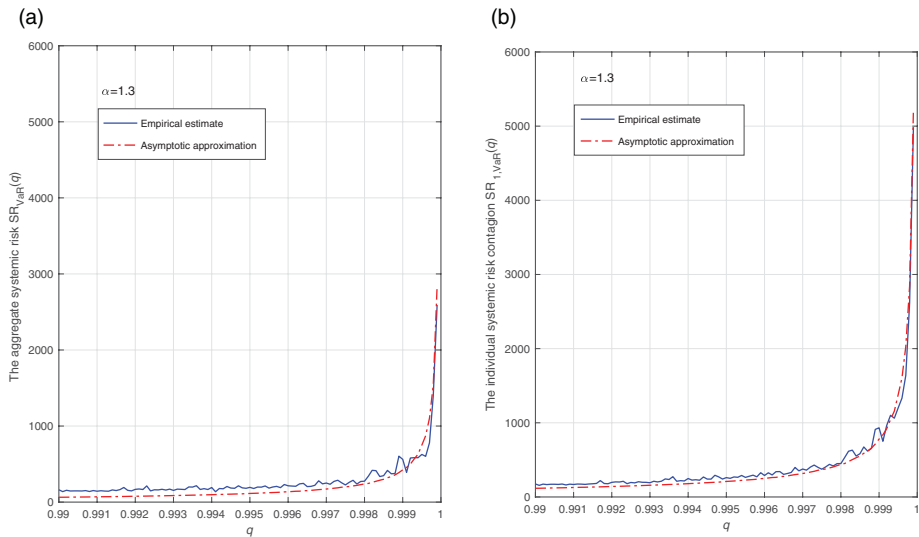 (a)
The aggregate systemic risk SR_VaR(q)
6000
5000
4000
3000
2000
1000
0
α=1.3
Empirical estimate
Asymptotic approximation
0.99 0.991 0.992 0.993 0.994 0.995 0.996 0.997 0.998 0.999 1
q
(b)
The individual systemic risk contagion SR_1,VaR(q)
6000
5000
4000
3000
2000
1000
0
α=1.3
Empirical estimate
Asymptotic approximation
0.99 0.991 0.992 0.993 0.994 0.995 0.996 0.997 0.998 0.999 1
q